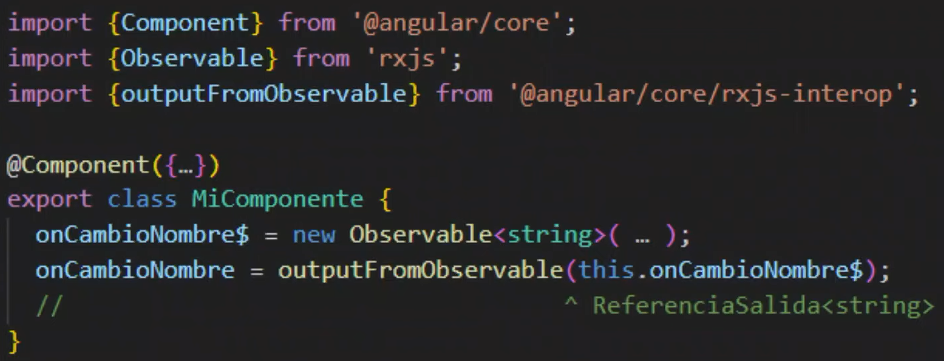 import {Component} from '@angular/core';
import {Observable} from 'rxjs';
import {outputFromObservable} from '@angular/core/rxjs-interop';
@Component({…})
export class MiComponente {
onCambioNombre$ = new Observable<string>( … );
onCambioNombre = outputFromObservable(this.onCambioNombre$);
// ^ ReferenciaSalida<string>
}